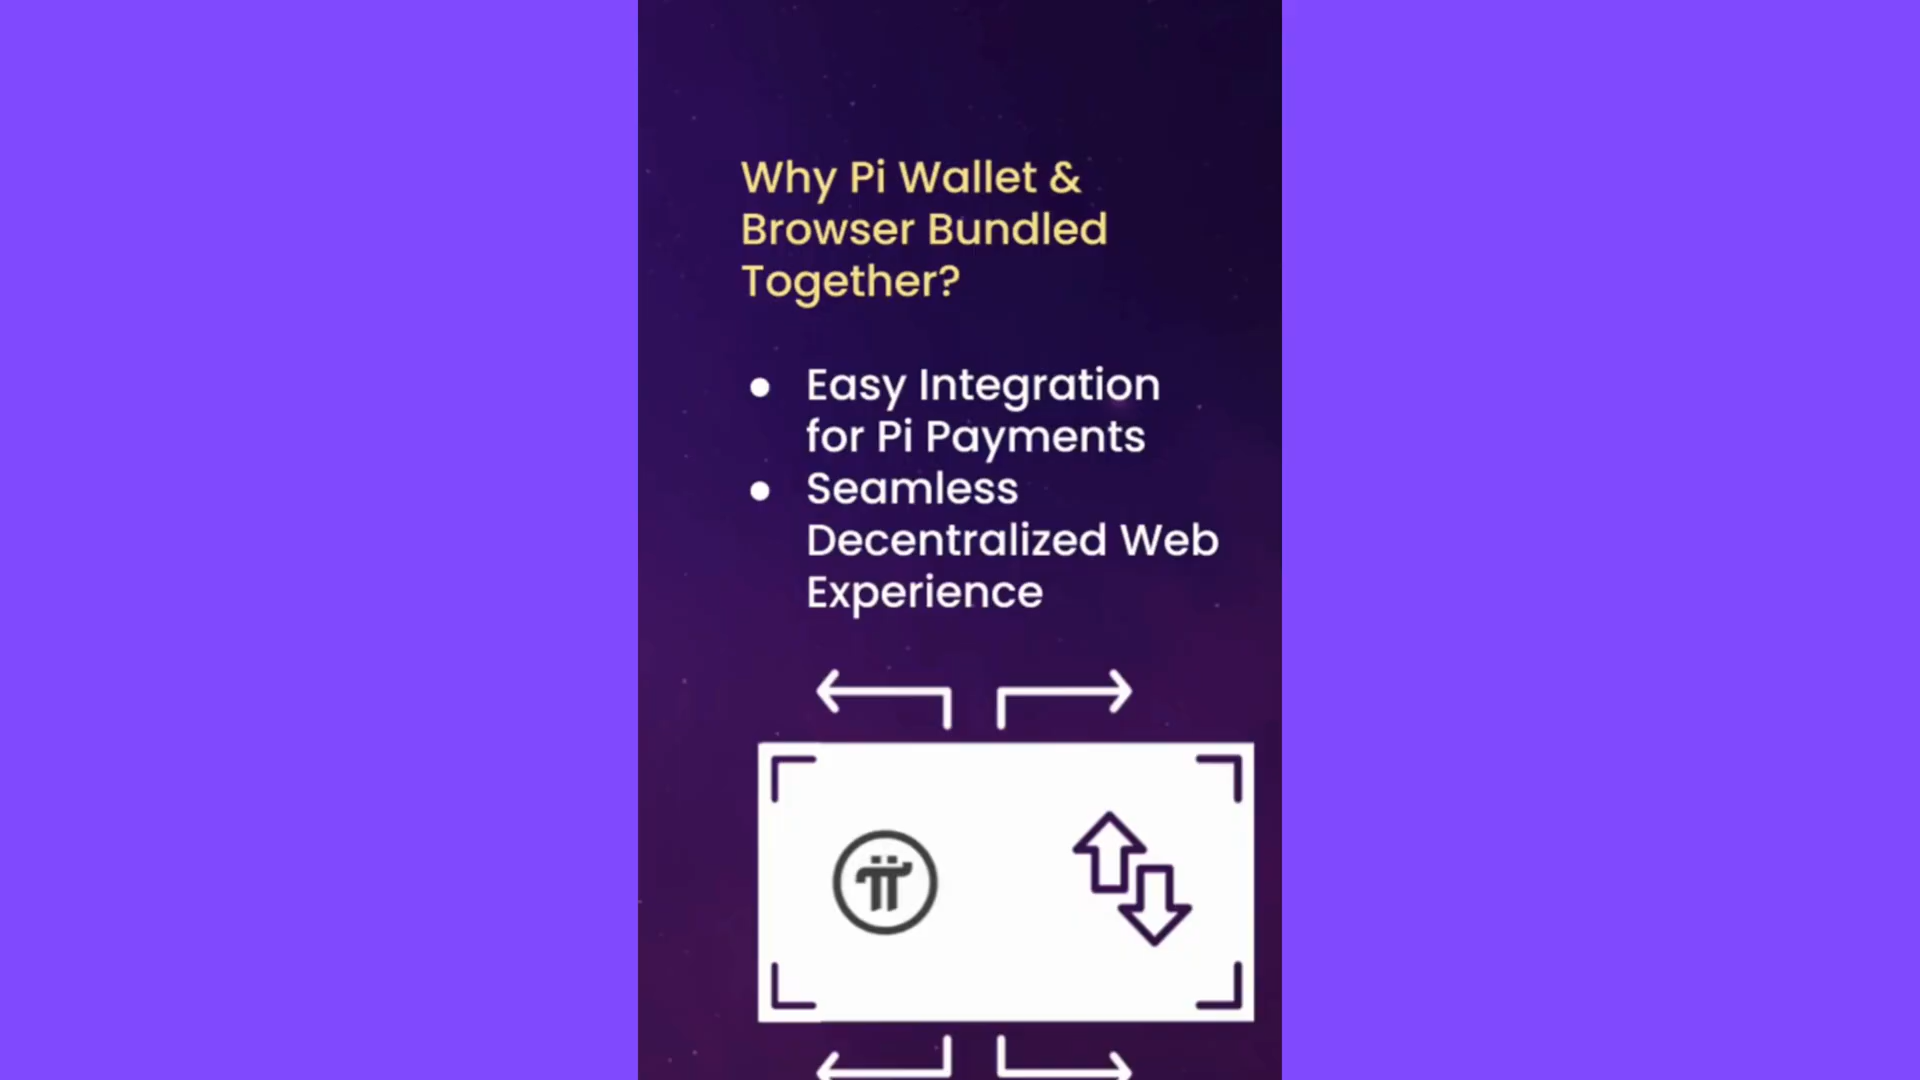 Why Pi Wallet &
Browser Bundled
Together?
● Easy Integration
for Pi Payments
● Seamless
Decentralized Web
Experience